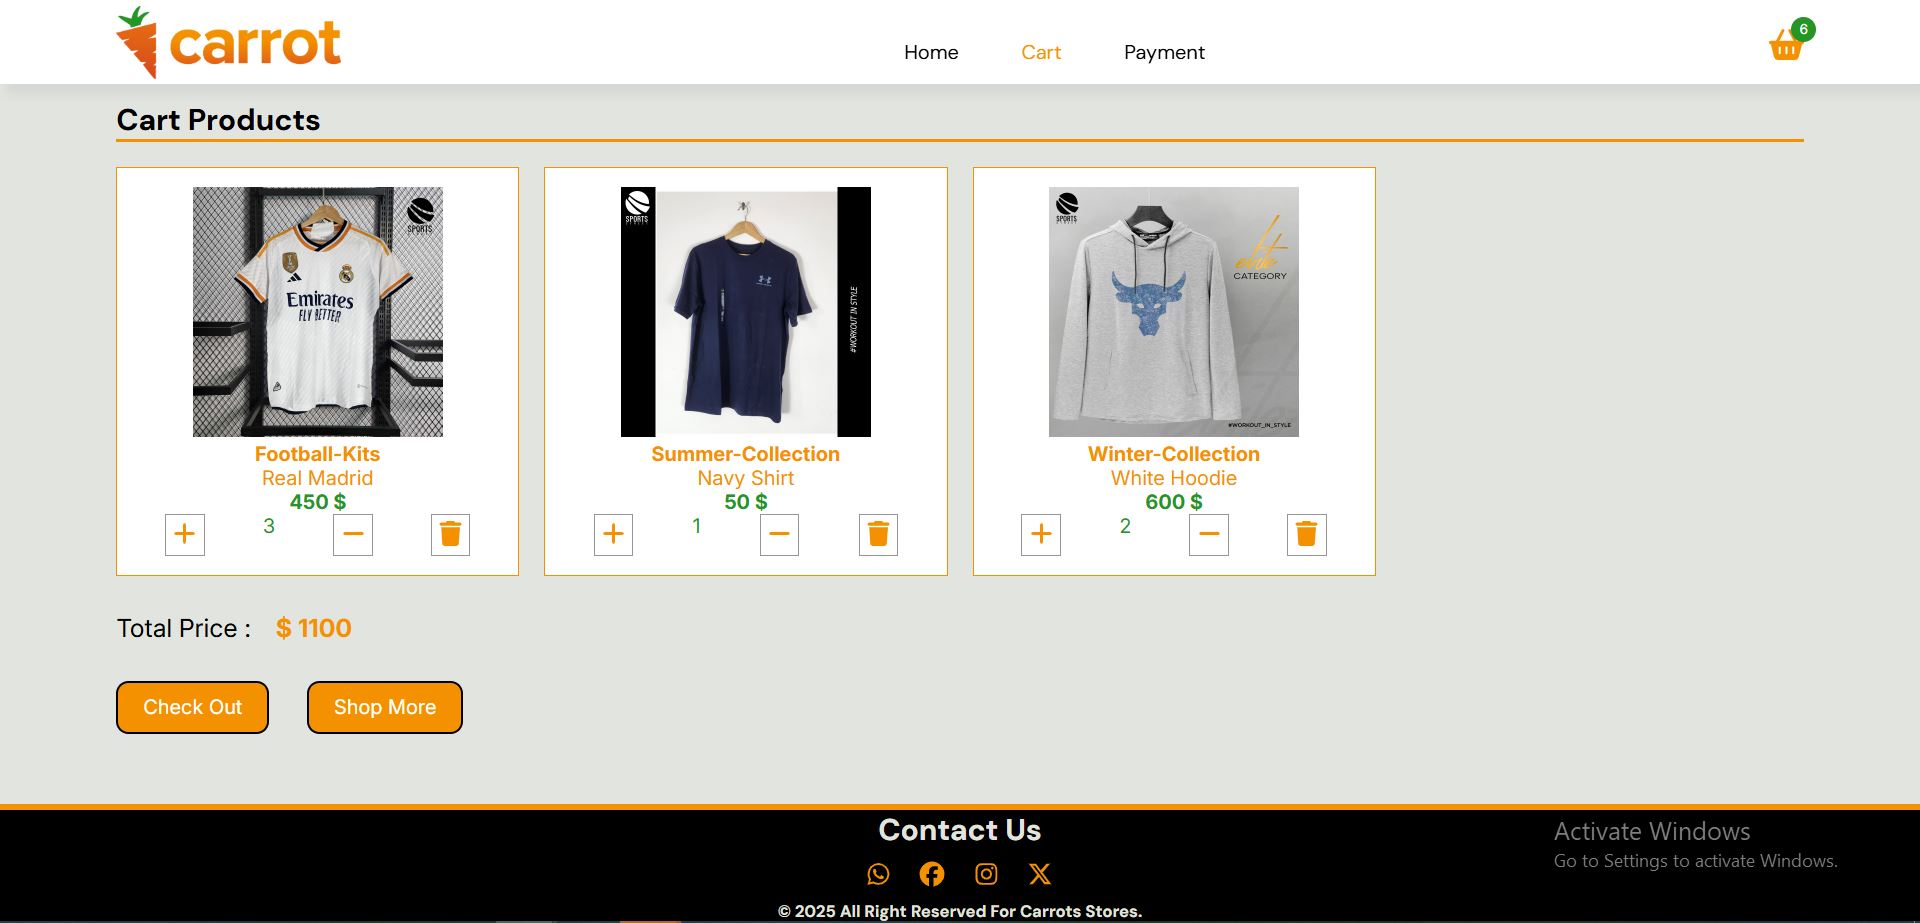 carrot
Home
Cart
Payment
6
Cart Products
SPORTS
Emirates
FLY BETTER
Football-Kits
Real Madrid
450 $
3
SPORTS
#WORKOUT IN STYLE
Summer-Collection
Navy Shirt
50 $
1
SPORTS
elite
CATEGORY
#WORKOUT_IN_STYLE
Winter-Collection
White Hoodie
600 $
2
Total Price : $ 1100
Check Out
Shop More
Contact Us
© 2025 All Right Reserved For Carrots Stores.
Activate Windows
Go to Settings to activate Windows.